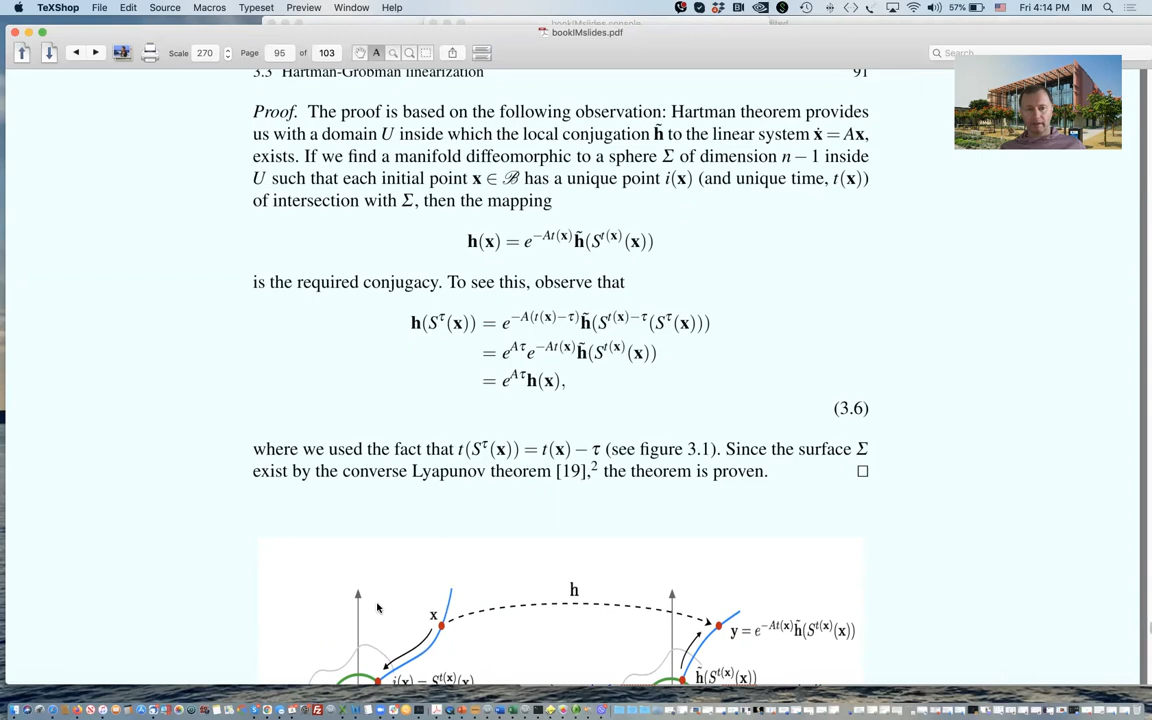 TeXShop File Edit Source Macros Typeset Preview Window Help 57% Fri 4:14 PM IM
bookIMslides.pdf
Scale 270 Page 95 of 103 Search
3.3 Hartman-Grobman linearization 91
Proof. The proof is based on the following observation: Hartman theorem provides
us with a domain U inside which the local conjugation h̃ to the linear system ẋ = Ax,
exists. If we find a manifold diffeomorphic to a sphere Σ of dimension n − 1 inside
U such that each initial point x ∈ ℬ has a unique point i(x) (and unique time, t(x))
of intersection with Σ, then the mapping
h(x) = e^{−At(x)}h̃(S^{t(x)}(x))
is the required conjugacy. To see this, observe that
h(S^τ(x)) = e^{−A(t(x)−τ)}h̃(S^{t(x)−τ}(S^τ(x)))
= e^{Aτ}e^{−At(x)}h̃(S^{t(x)}(x))
= e^{Aτ}h(x),
(3.6)
where we used the fact that t(S^τ(x)) = t(x) − τ (see figure 3.1). Since the surface Σ
exist by the converse Lyapunov theorem [19],² the theorem is proven. □
h
x
y = e^{−At(x)}h̃(S^{t(x)}(x))
i(x) = S^{t(x)}(x)
h̃(S^{t(x)}(x))